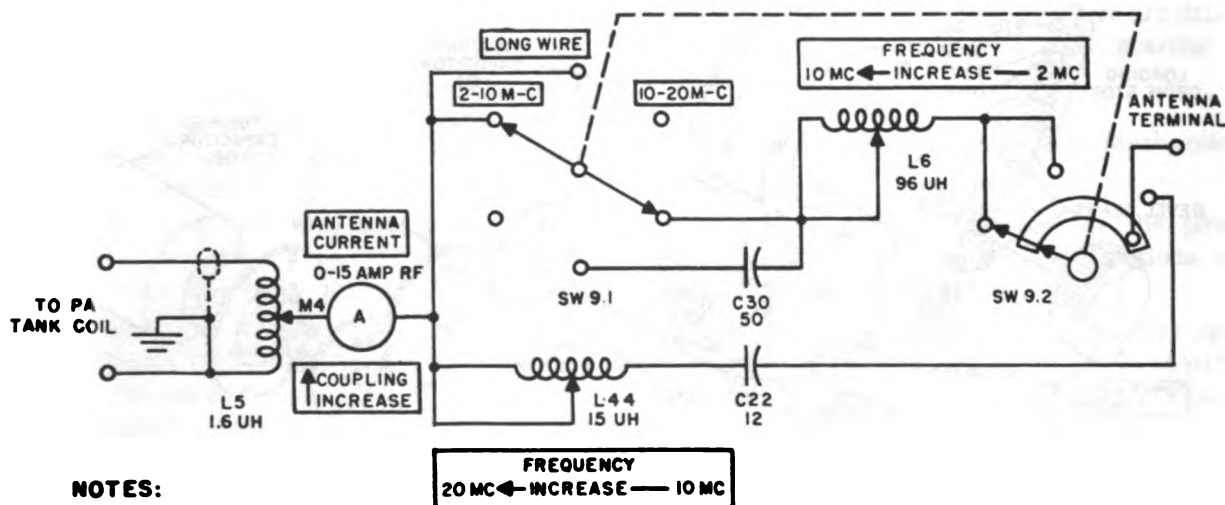 LONG WIRE
FREQUENCY
10 MC INCREASE 2 MC
2-10 M-C
10-20M-C
ANTENNA
TERMINAL
L6
96 UH
ANTENNA
CURRENT
0-15 AMP RF
M4
A
TO PA
TANK COIL
SW 9.1
C30
50
SW 9.2
COUPLING
INCREASE
L5
1.6 UH
L44
15 UH
C22
12
FREQUENCY
20 MC INCREASE 10 MC
NOTES: